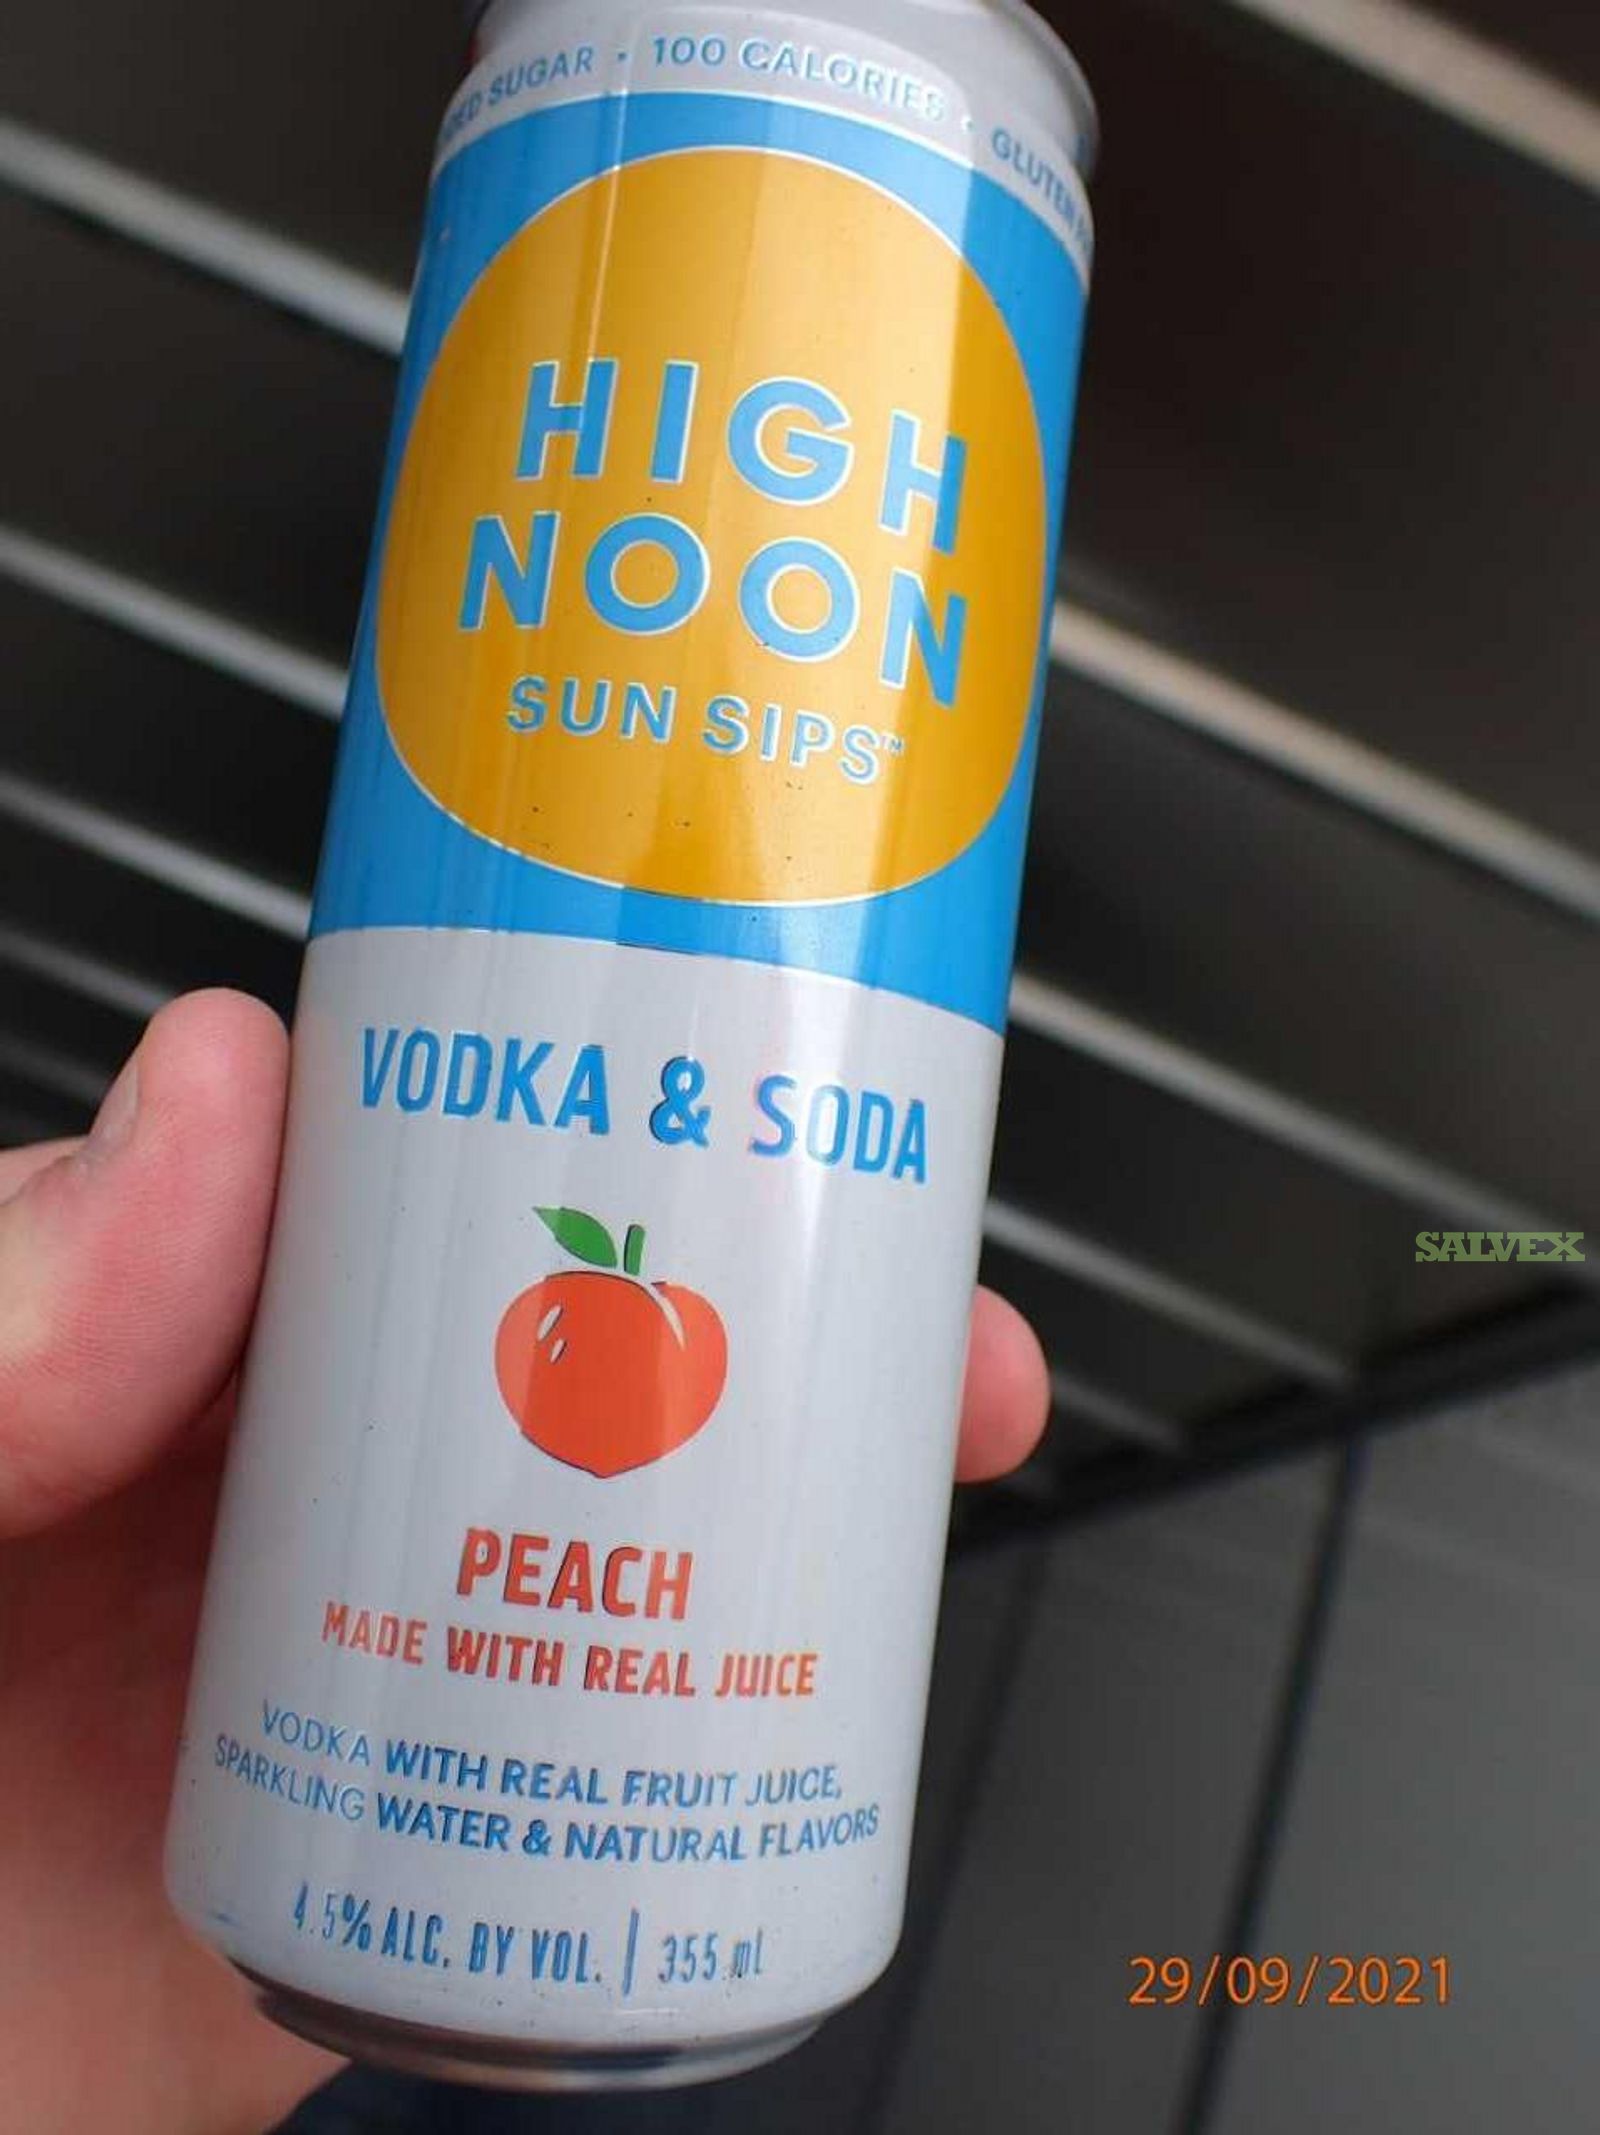 SUGAR • 100 CALORIES • GLUTEN
HIGH
NOON
SUN SIPS™
VODKA & SODA
PEACH
MADE WITH REAL JUICE
VODKA WITH REAL FRUIT JUICE,
SPARKLING WATER & NATURAL FLAVORS
4.5% ALC. BY VOL. | 355 ml
SALVEX
29/09/2021